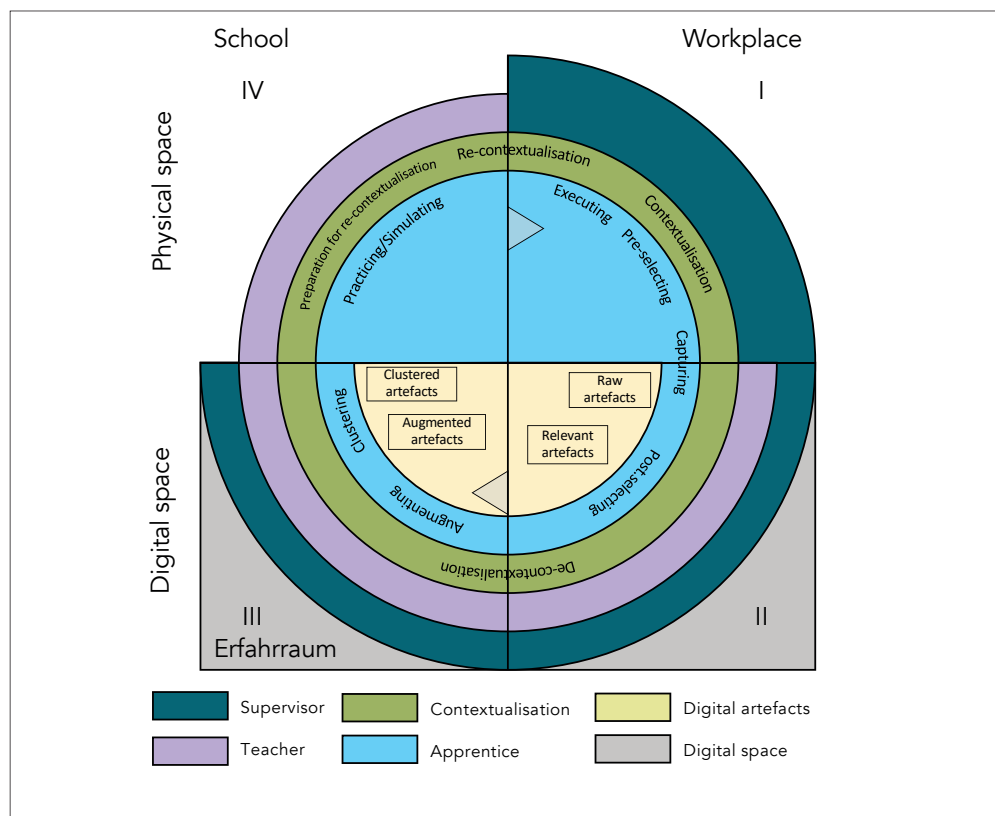 School
Workplace
IV
I
Physical space
Re-contextualisation
Preparation for re-contextualisation
Contextualisation
Practicing/Simulating
Executing
Pre-selecting
Capturing
Clustered
artefacts
Raw
artefacts
Augmented
artefacts
Relevant
artefacts
Clustering
Post.selecting
Augmenting
De-contextualisation
Digital space
III
II
Erfahrraum
Supervisor
Contextualisation
Digital artefacts
Teacher
Apprentice
Digital space